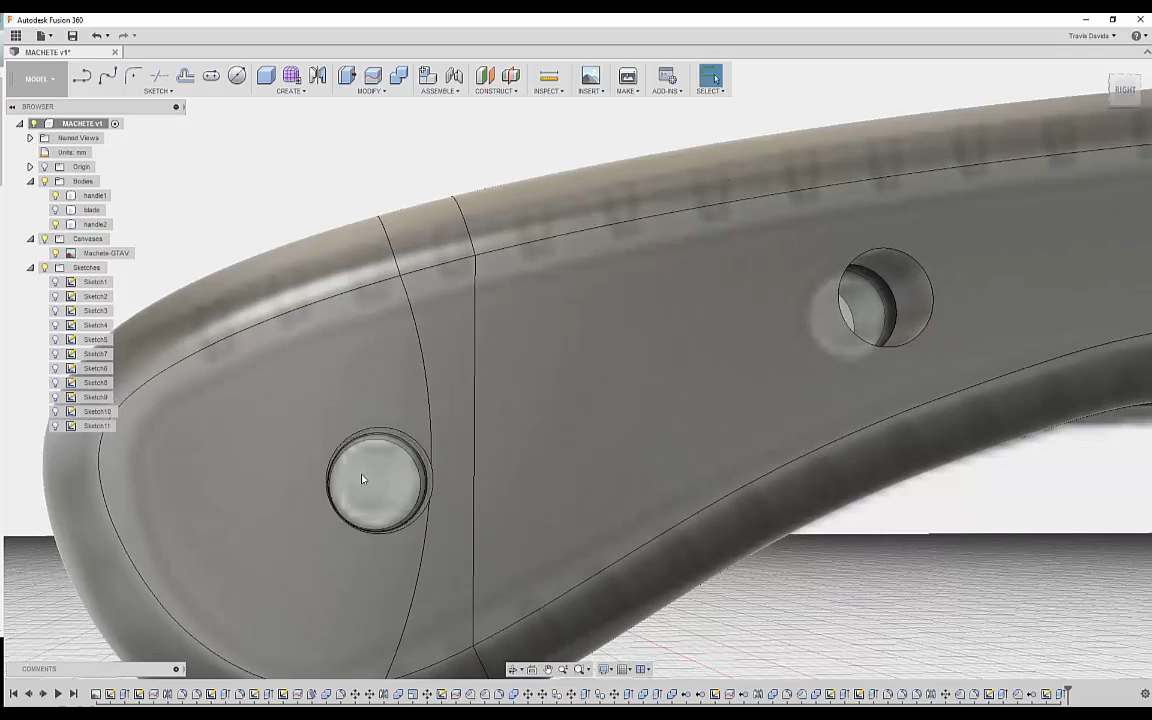 Autodesk Fusion 360
Travis Davids
MACHETE v1*
MODEL
SKETCH
CREATE
MODIFY
ASSEMBLE
CONSTRUCT
INSPECT
INSERT
MAKE
ADD-INS
SELECT
RIGHT
BROWSER
MACHETE v1
Named Views
Units: mm
Origin
Bodies
handle1
blade
handle2
Canvases
Machete-GTAV
Sketches
Sketch1
Sketch2
Sketch3
Sketch4
Sketch5
Sketch7
Sketch6
Sketch8
Sketch9
Sketch10
Sketch11
COMMENTS